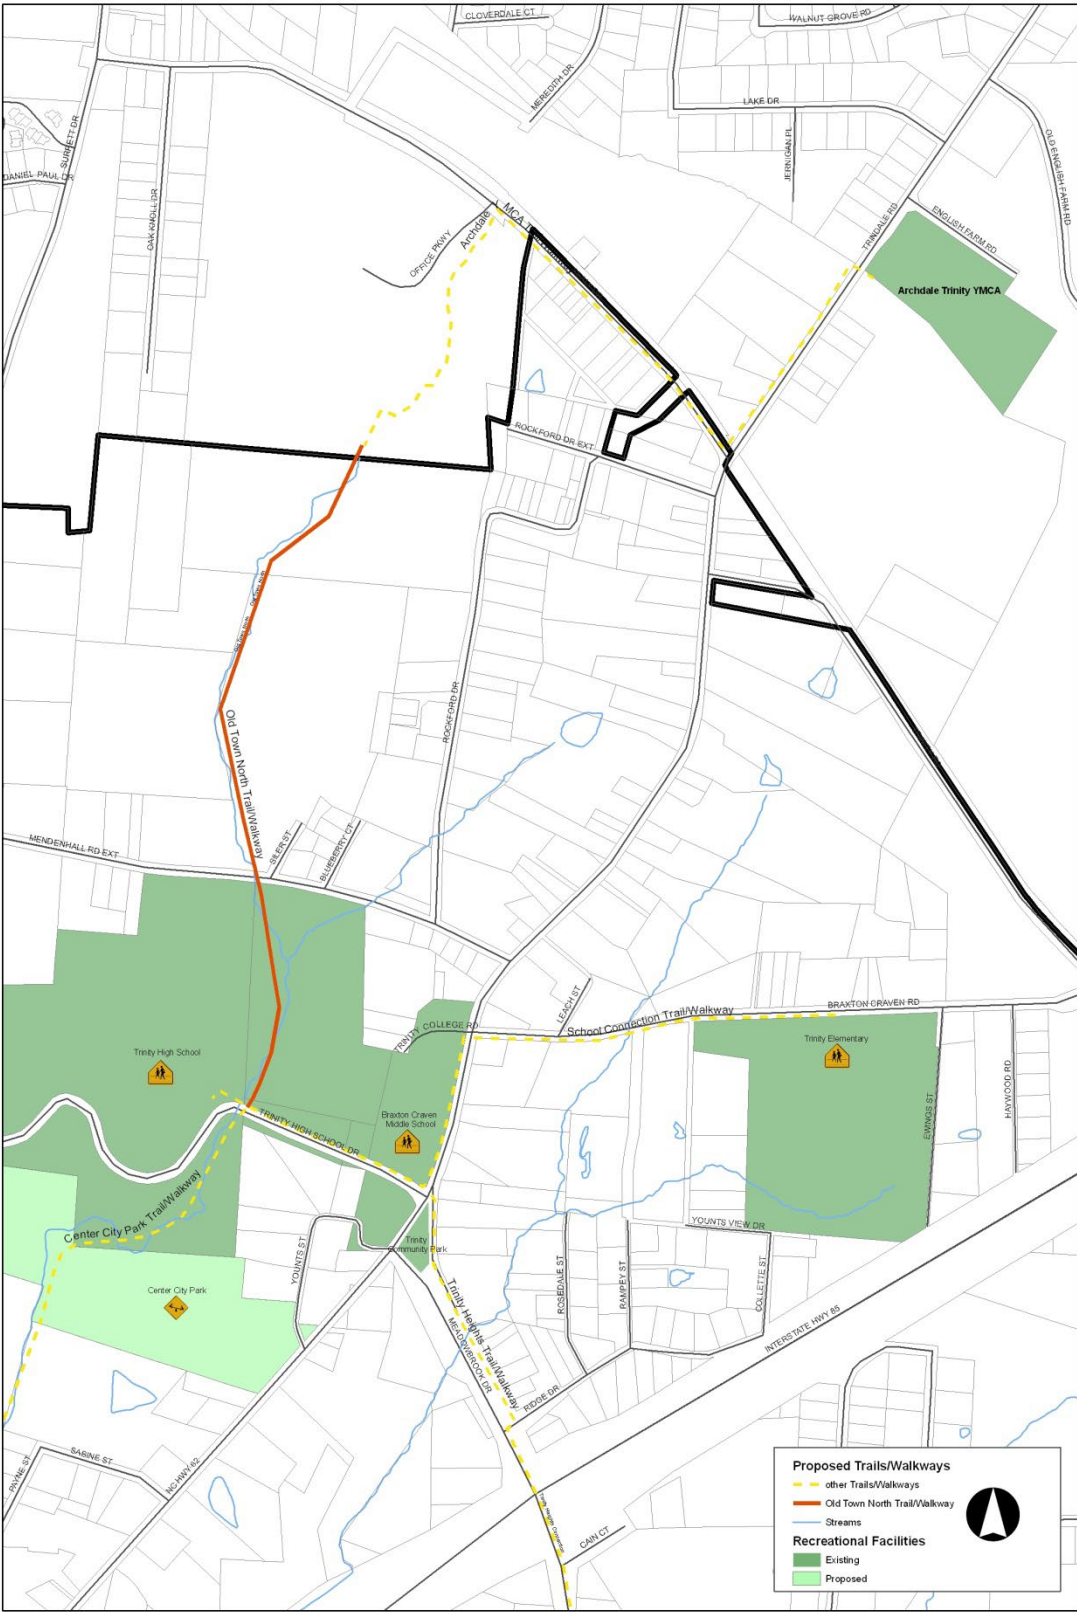 CLOVERDALE CT
WALNUT GROVE RD
MEREDITH DR
LAKE DR
SURRETT DR
JERNIGAN PL
OLD ENGLISH FARM RD
DANIEL PAUL DR
OAK KNOLL DR
TRINDALE RD
ENGLISH FARM RD
OFFICE PKWY
Archdale
MCA
Archdale Trinity YMCA
ROCKFORD DR EXT
ROCKFORD DR
Old Town North Trail/Walkway
MENDENHALL RD EXT
SILER ST
BLUEBERRY CT
LEACH ST
BRAXTON CRAVEN RD
School Connection Trail/Walkway
TRINITY COLLEGE RD
Trinity High School
Trinity Elementary
HAYWOOD RD
EWINGS ST
Braxton Craven
Middle School
TRINITY HIGH SCHOOL DR
Center City Park Trail/Walkway
YOUNTS VIEW DR
YOUNTS ST
Trinity
Community Park
ROSEDALE ST
RAMPEY ST
COLLETTE ST
Center City Park
Trinity Heights Trail/Walkway
MEADOWBROOK DR
INTERSTATE HWY 85
RIDGE DR
PAYNE ST
SABINE ST
NC HWY 62
CAIN CT
Proposed Trails/Walkways
other Trails/Walkways
Old Town North Trail/Walkway
Streams
Recreational Facilities
Existing
Proposed